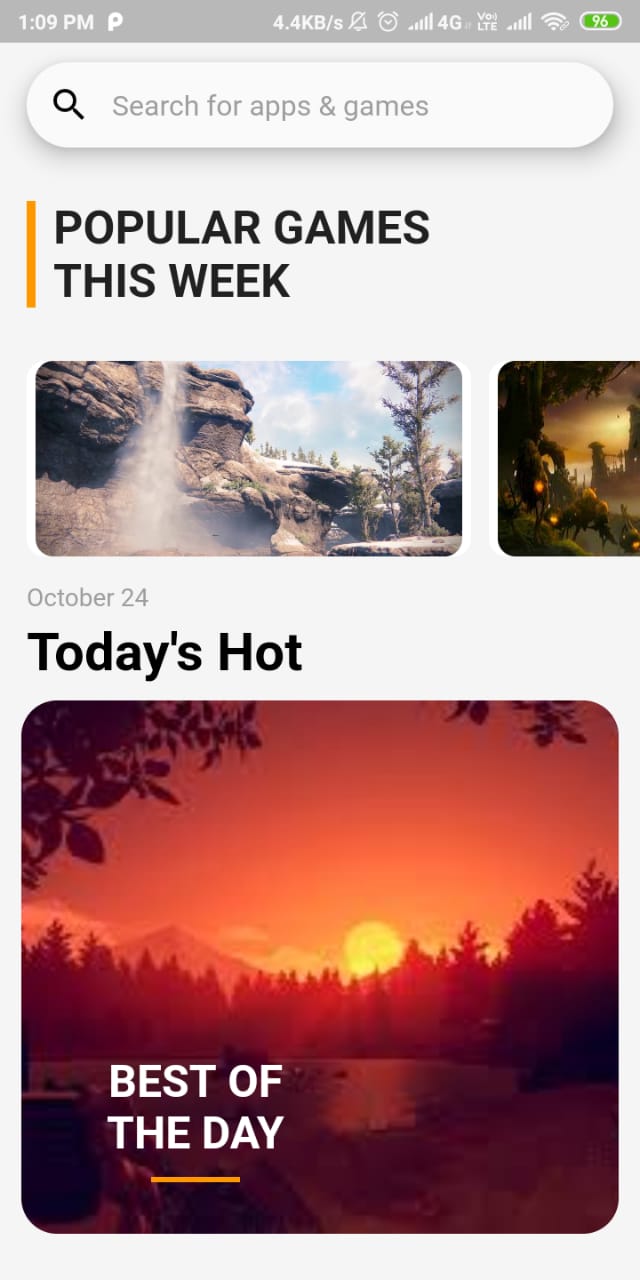 1:09 PM 4.4KB/s 4G Vo) LTE 96
Search for apps & games
POPULAR GAMES
THIS WEEK
October 24
Today's Hot
BEST OF
THE DAY